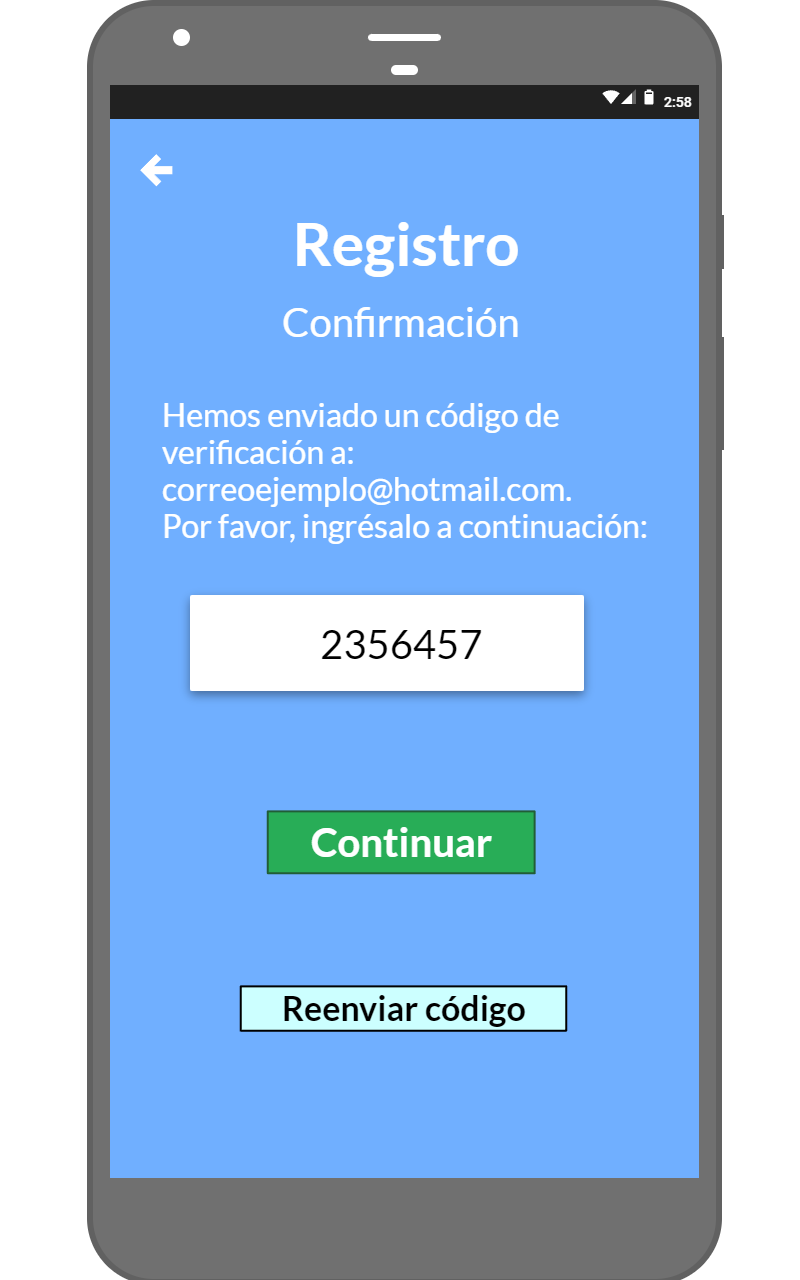 2:58
Registro
Confirmación
Hemos enviado un código de
verificación a:
correoejemplo@hotmail.com.
Por favor, ingrésalo a continuación:
2356457
Continuar
Reenviar código